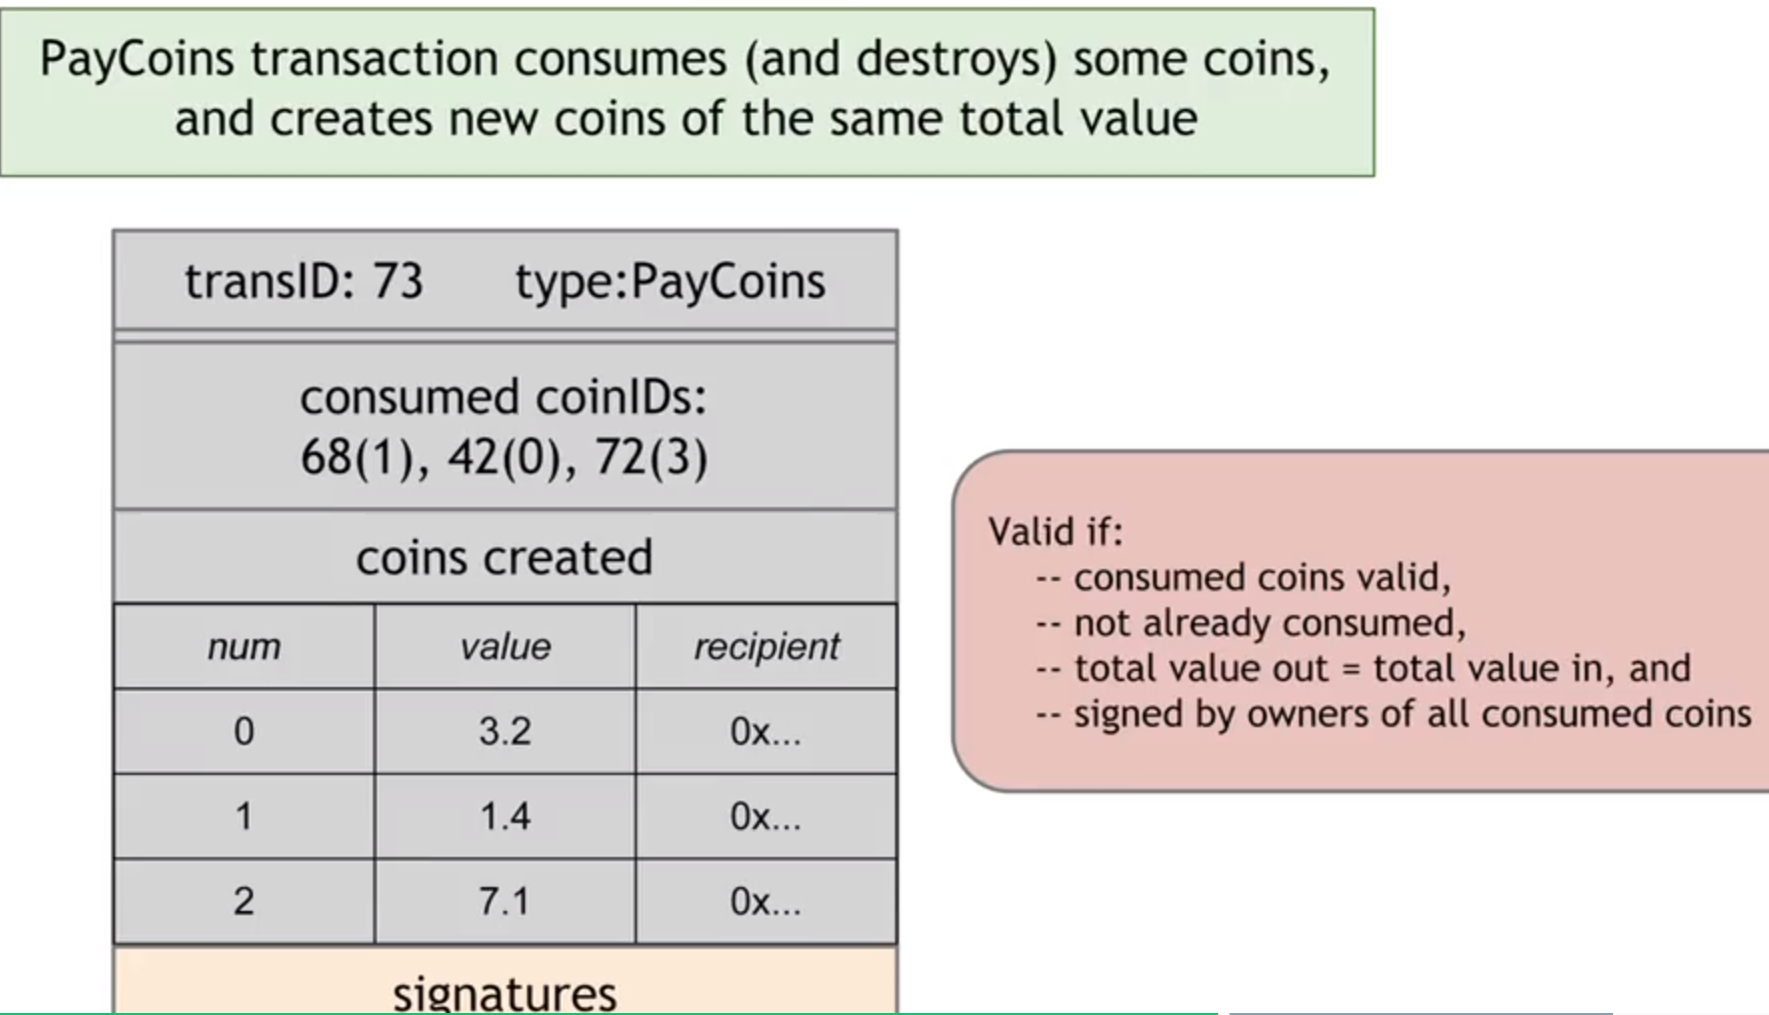 PayCoins transaction consumes (and destroys) some coins,
and creates new coins of the same total value
transID: 73 type:PayCoins
consumed coinIDs:
68(1), 42(0), 72(3)
coins created
num value recipient
0 3.2 0x...
1 1.4 0x...
2 7.1 0x...
signatures
Valid if:
-- consumed coins valid,
-- not already consumed,
-- total value out = total value in, and
-- signed by owners of all consumed coins